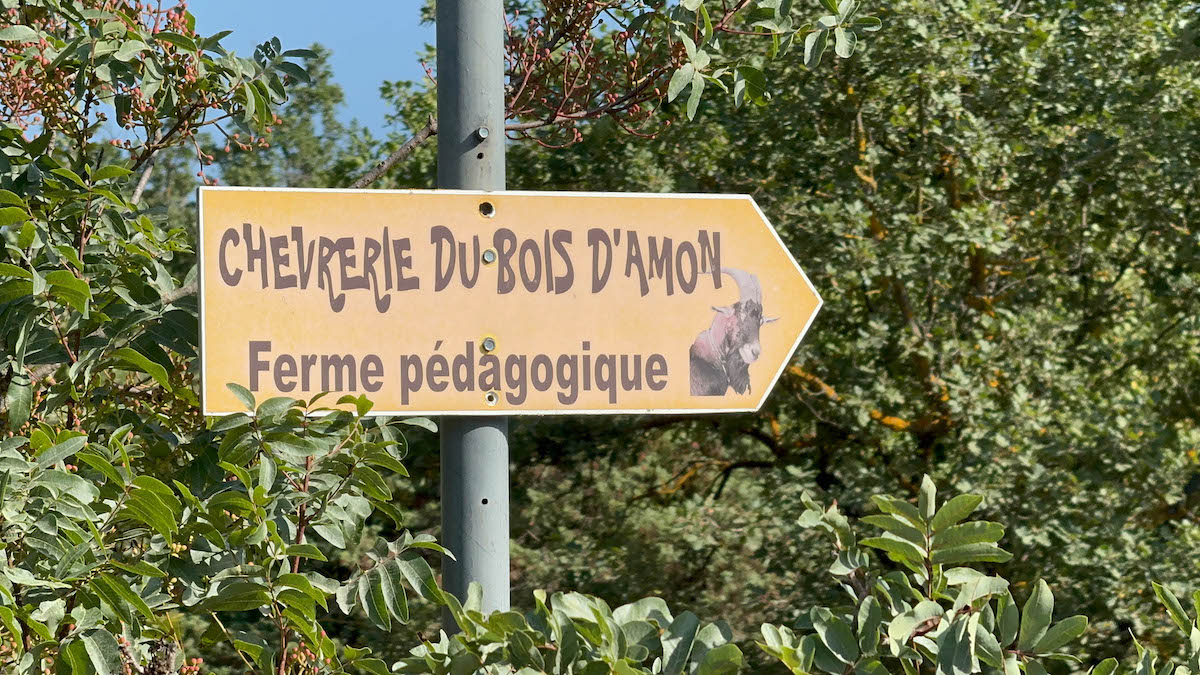 CHEVRERIE DU BOIS D'AMON
Ferme pédagogique